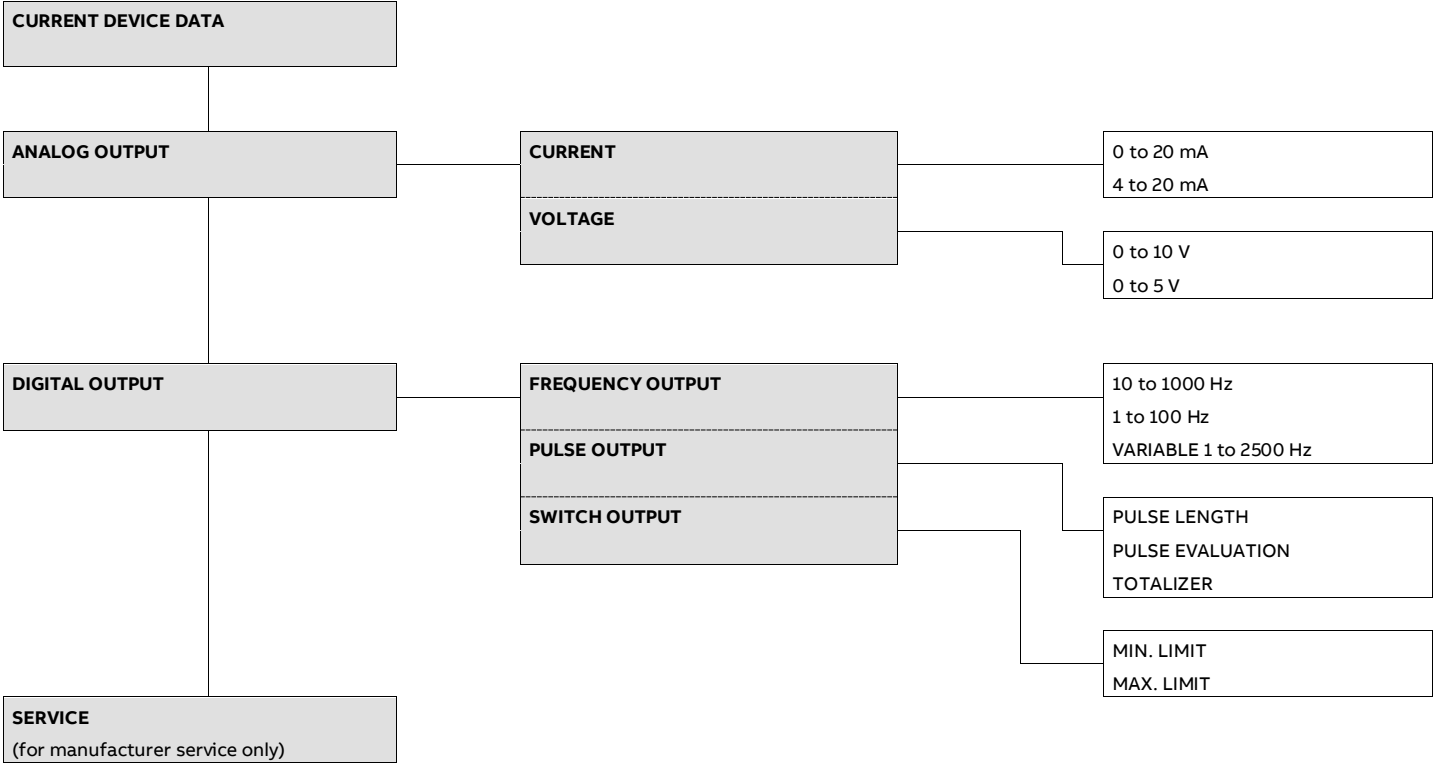 CURRENT DEVICE DATA
ANALOG OUTPUT
CURRENT
0 to 20 mA
4 to 20 mA
VOLTAGE
0 to 10 V
0 to 5 V
DIGITAL OUTPUT
FREQUENCY OUTPUT
10 to 1000 Hz
1 to 100 Hz
VARIABLE 1 to 2500 Hz
PULSE OUTPUT
PULSE LENGTH
PULSE EVALUATION
TOTALIZER
SWITCH OUTPUT
MIN. LIMIT
MAX. LIMIT
SERVICE
(for manufacturer service only)